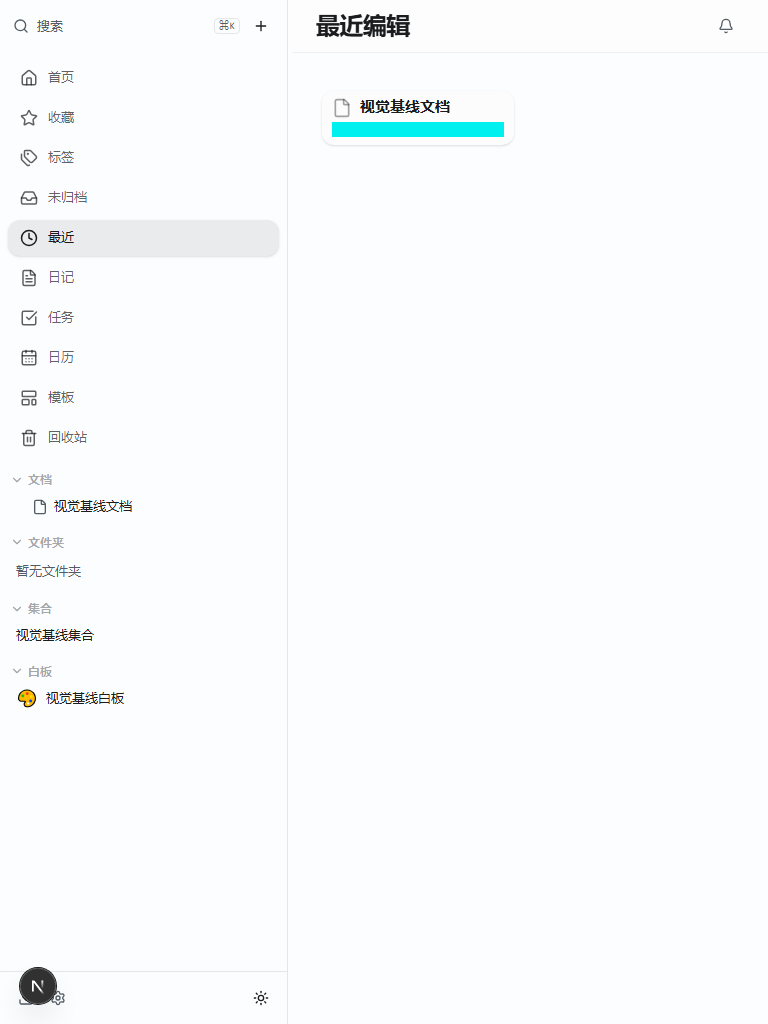 搜索
⌘K
首页
收藏
标签
未归档
最近
日记
任务
日历
模板
回收站
文档
视觉基线文档
文件夹
暂无文件夹
集合
视觉基线集合
白板
视觉基线白板
N
最近编辑
视觉基线文档